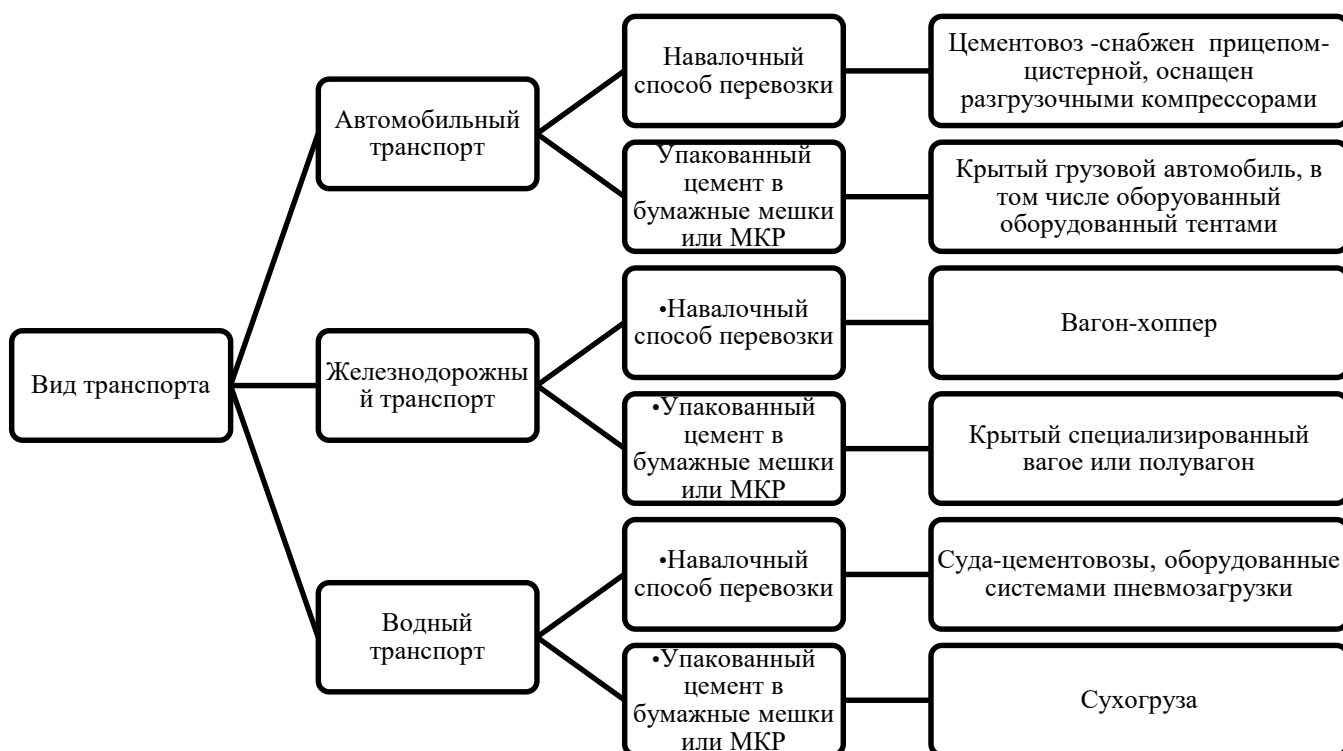 Вид транспорта
Автомобильный
транспорт
Навалочный
способ перевозки
Цементовоз -снабжен прицепом-
цистерной, оснащен
разгрузочными компрессорами
Упакованный
цемент в
бумажные мешки
или МКР
Крытый грузовой автомобиль, в
том числе оборуованный
оборудованный тентами
Железнодорожны
й транспорт
•Навалочный
способ перевозки
Вагон-хоппер
•Упакованный
цемент в
бумажные мешки
или МКР
Крытый специализированный
вагое или полувагон
Водный
транспорт
•Навалочный
способ перевозки
Суда-цементовозы, оборудованные
системами пневмозагрузки
•Упакованный
цемент в
бумажные мешки
или МКР
Сухогруза